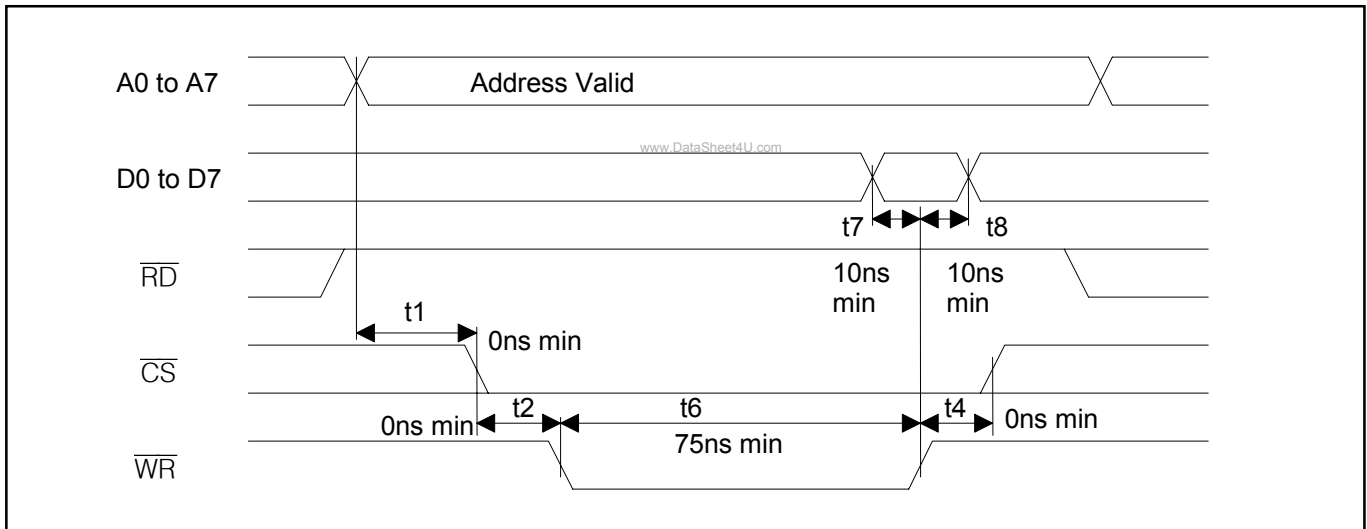 A0 to A7
Address Valid
www.DataSheet4U.com
D0 to D7
t7
t8
RD
10ns
min
10ns
min
t1
0ns min
CS
t2
t6
t4
0ns min
0ns min
75ns min
WR